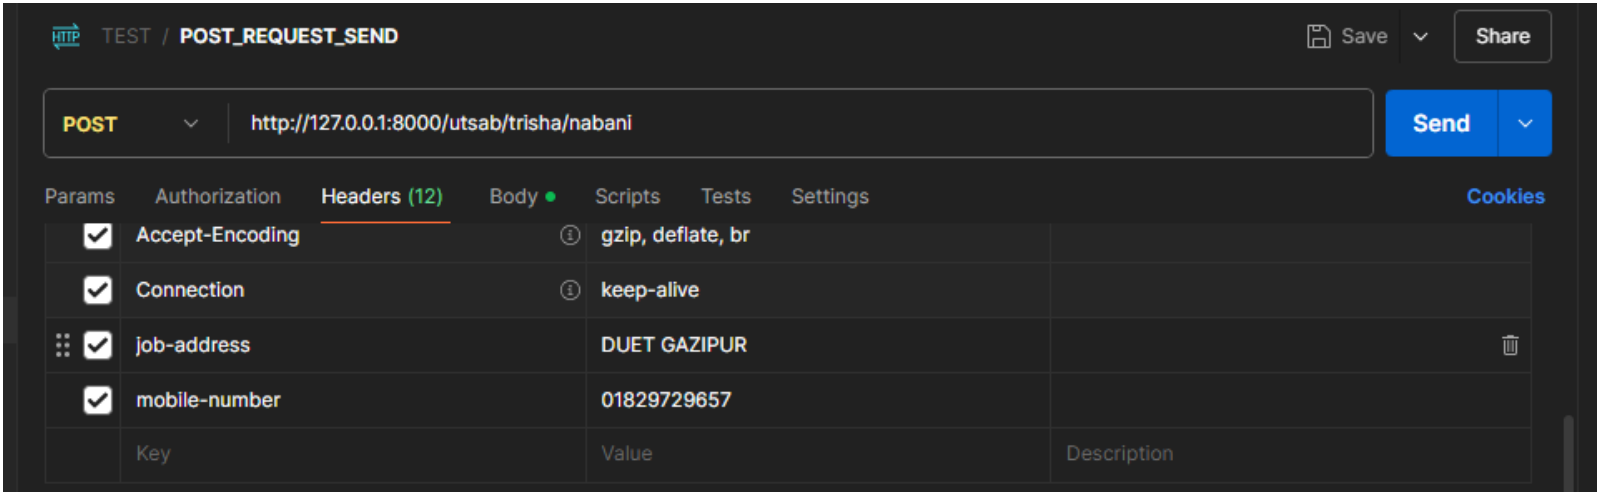 HTTP TEST / POST_REQUEST_SEND Save Share
POST http://127.0.0.1:8000/utsab/trisha/nabani Send
Params Authorization Headers (12) Body Scripts Tests Settings Cookies
Accept-Encoding gzip, deflate, br
Connection keep-alive
job-address DUET GAZIPUR
mobile-number 01829729657
Key Value Description